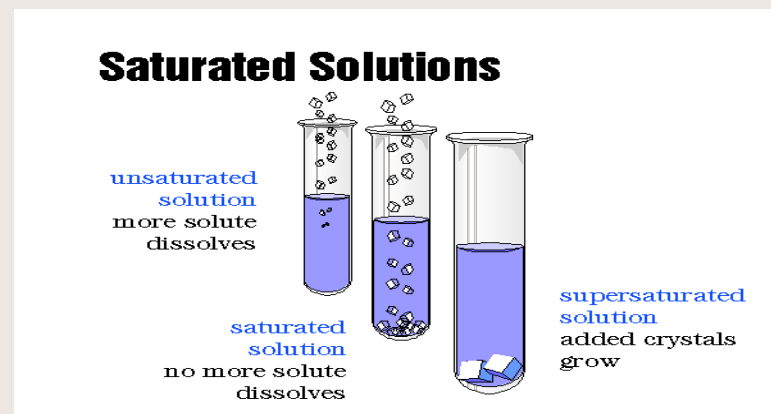 Saturated Solutions
unsaturated
solution
more solute
dissolves
saturated
solution
no more solute
dissolves
supersaturated
solution
added crystals
grow